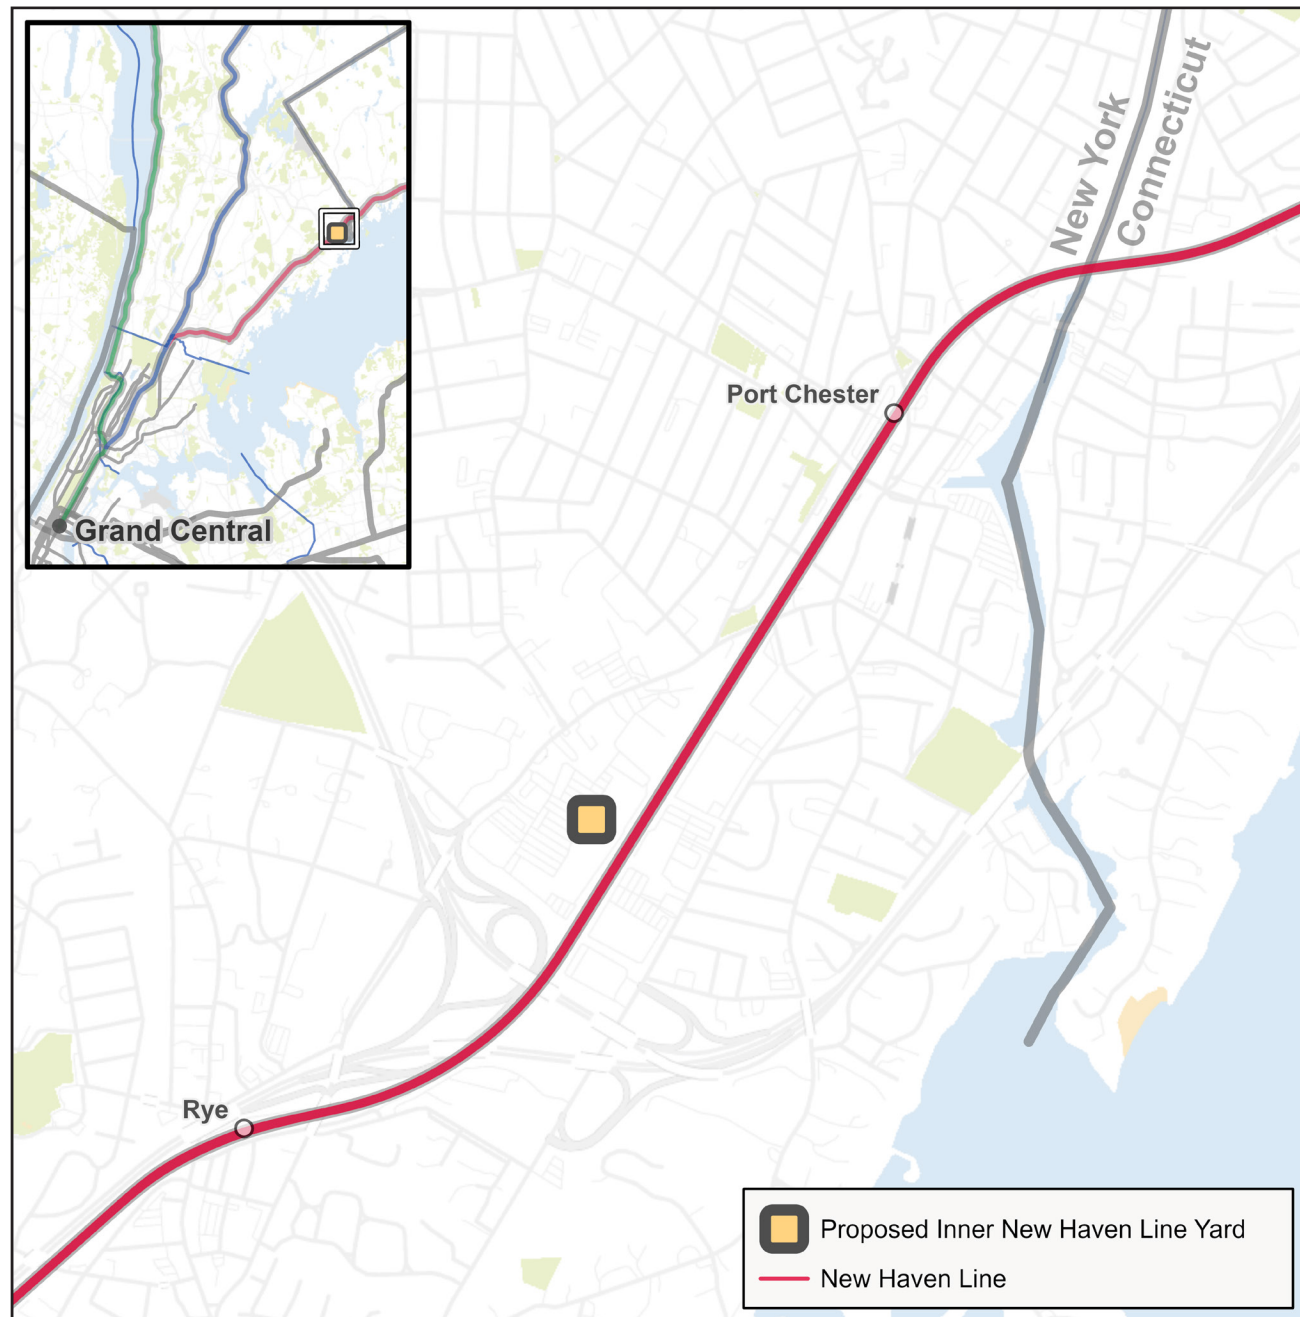 New York
Connecticut
Port Chester
Grand Central
Rye
Proposed Inner New Haven Line Yard
New Haven Line